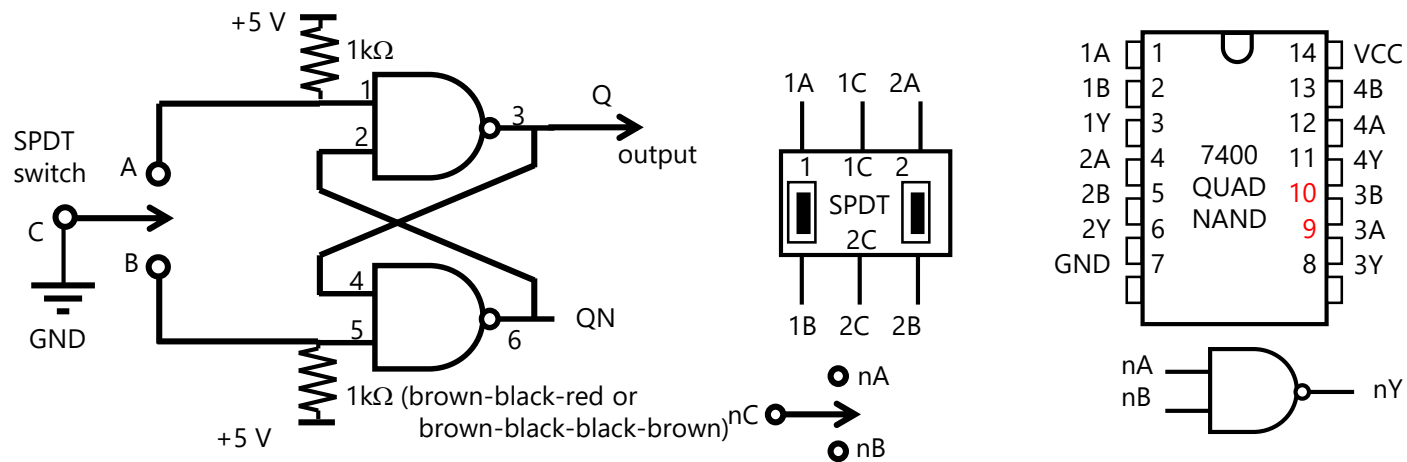 +5 V
1kΩ
1
2
3
Q
output
SPDT
switch
A
C
B
GND
4
5
6
QN
1kΩ (brown-black-red or
brown-black-black-brown)
+5 V
1A 1C 2A
1 1C 2
SPDT
2C
1B 2C 2B
nA
nC
nB
1A 1 14 VCC
1B 2 13 4B
1Y 3 12 4A
2A 4 7400 11 4Y
2B 5 QUAD 10 3B
2Y 6 NAND 9 3A
GND 7 8 3Y
nA
nB
nY